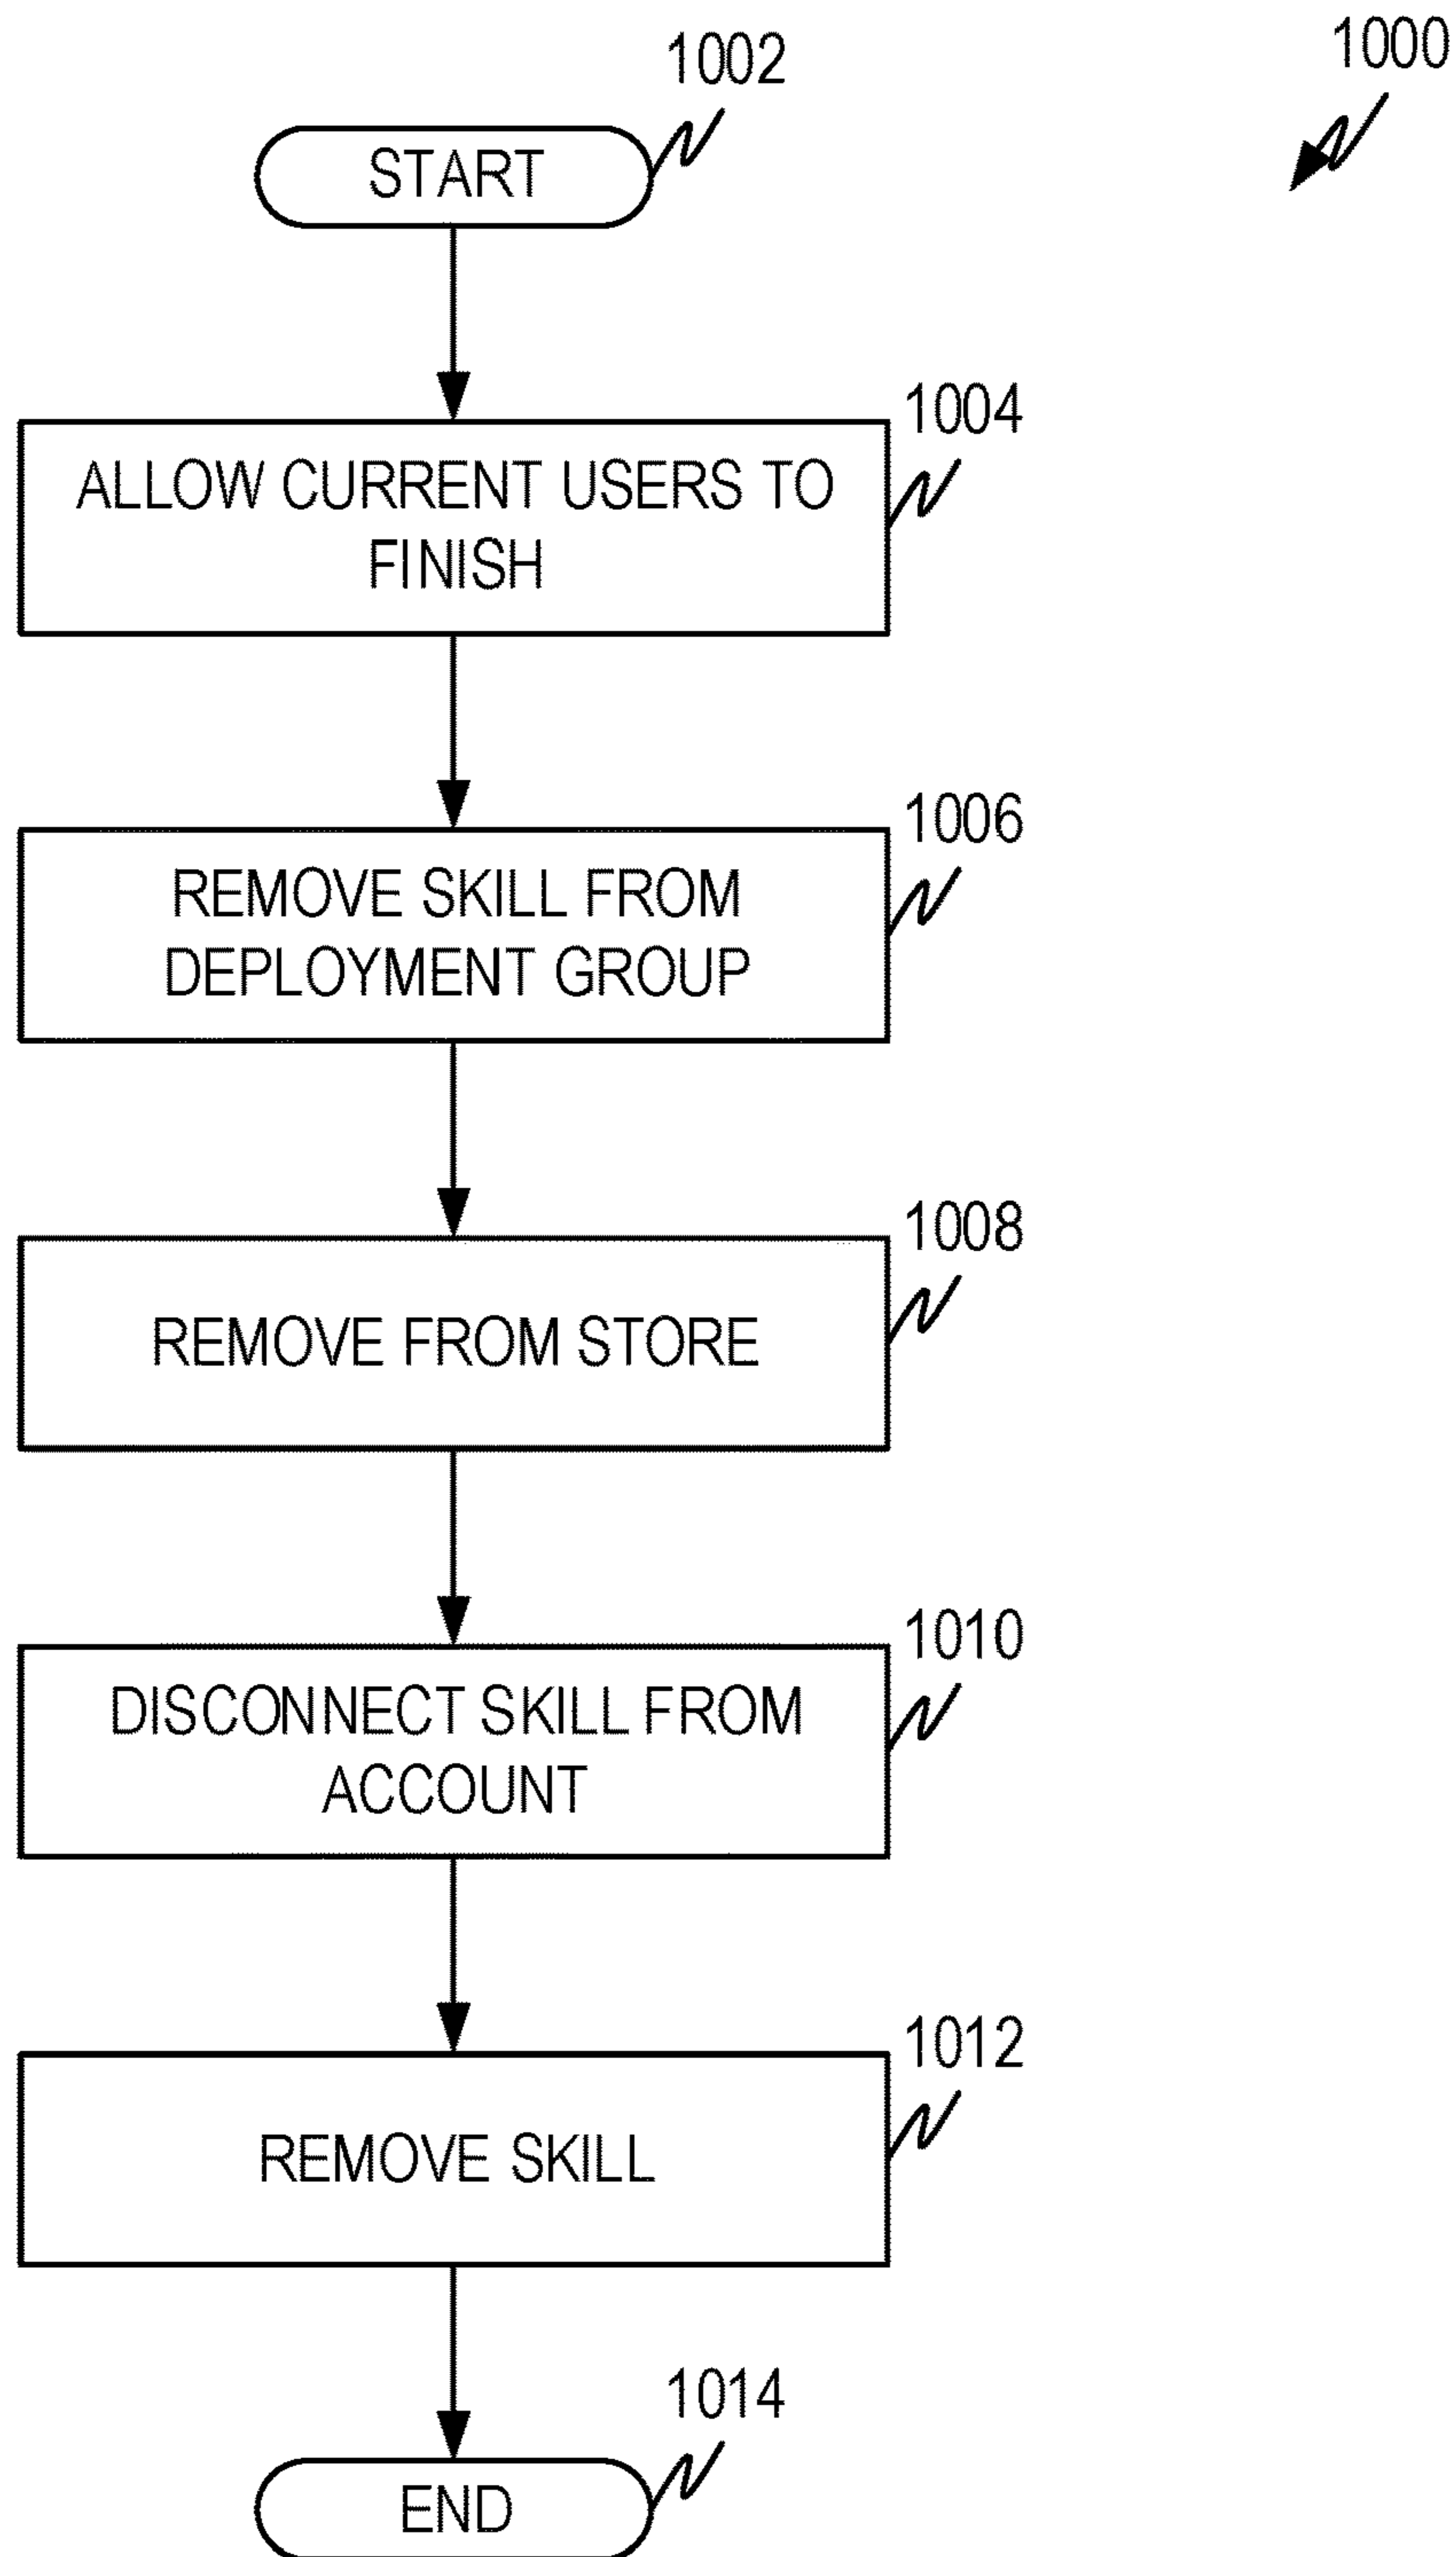 1000
1002
START
1004
ALLOW CURRENT USERS TO
FINISH
1006
REMOVE SKILL FROM
DEPLOYMENT GROUP
1008
REMOVE FROM STORE
1010
DISCONNECT SKILL FROM
ACCOUNT
1012
REMOVE SKILL
1014
END